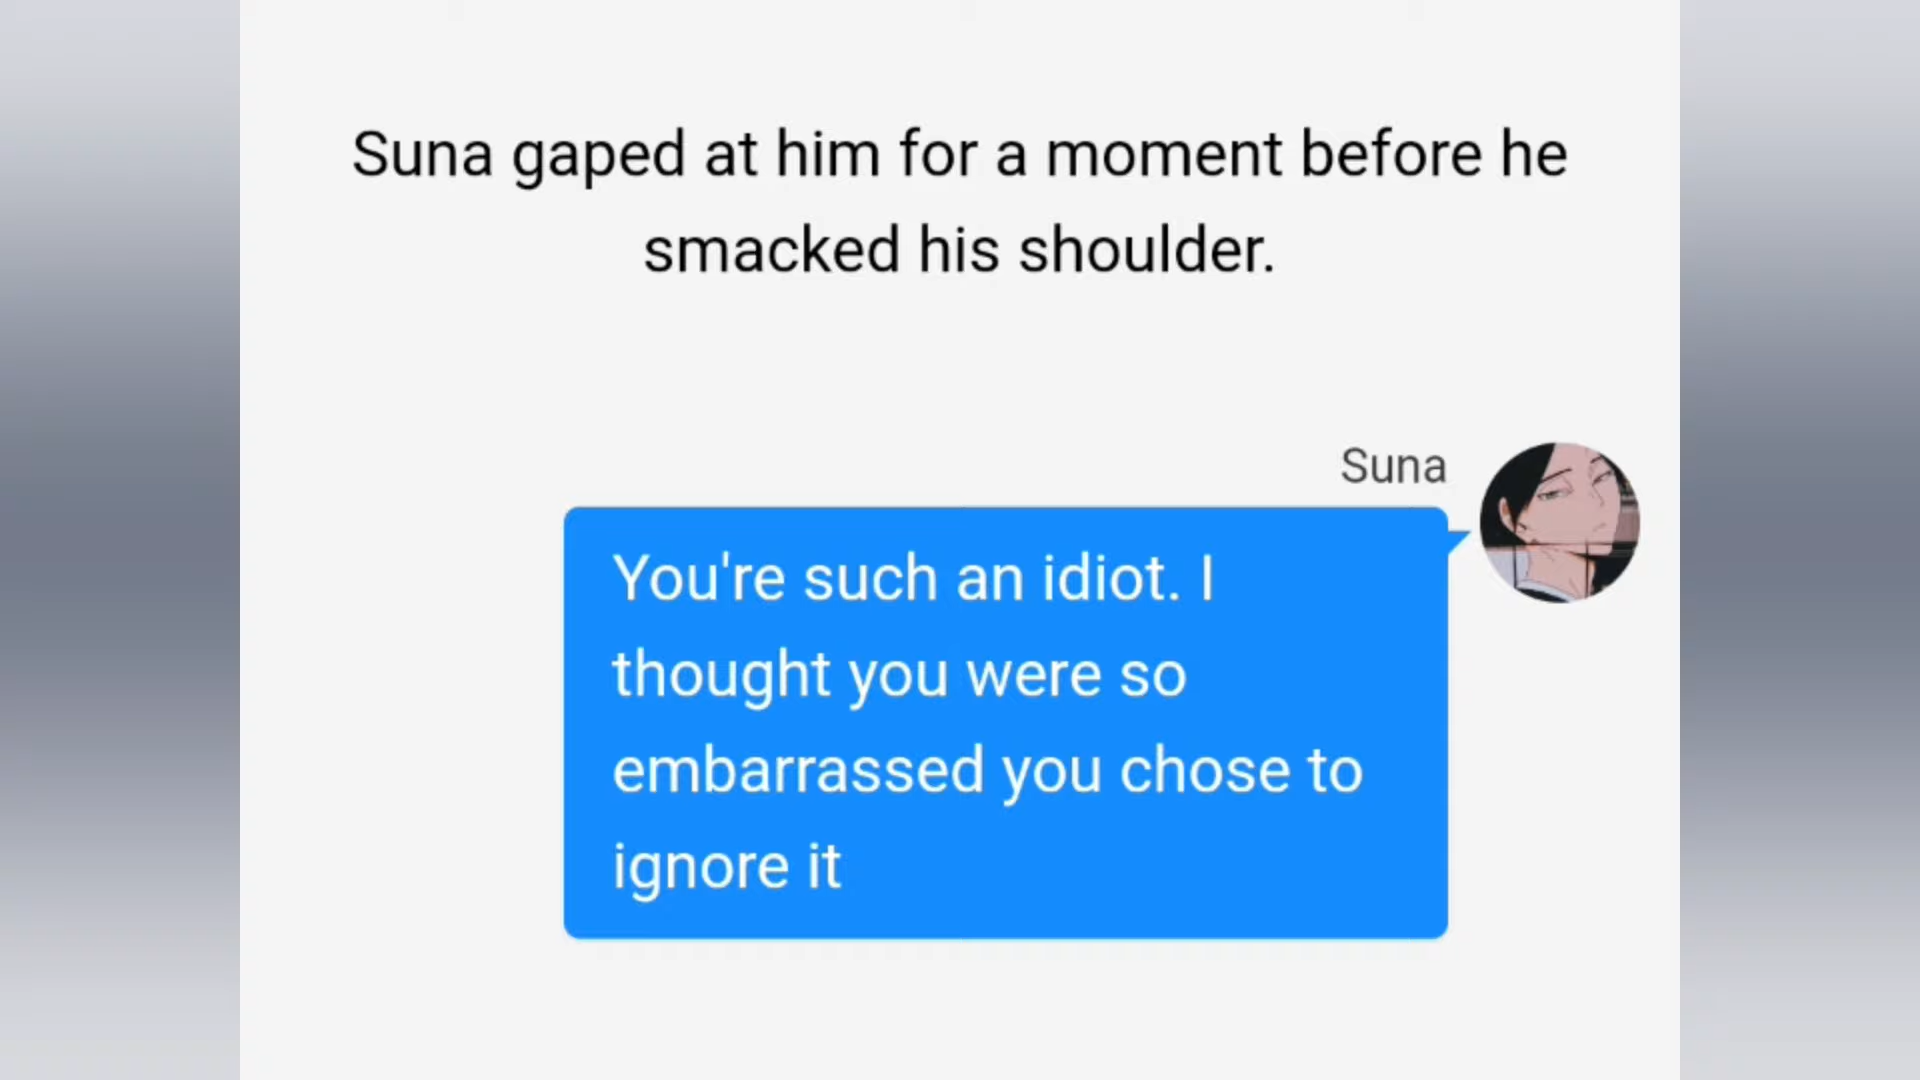 Suna gaped at him for a moment before he
smacked his shoulder.
Suna
You're such an idiot. I
thought you were so
embarrassed you chose to
ignore it